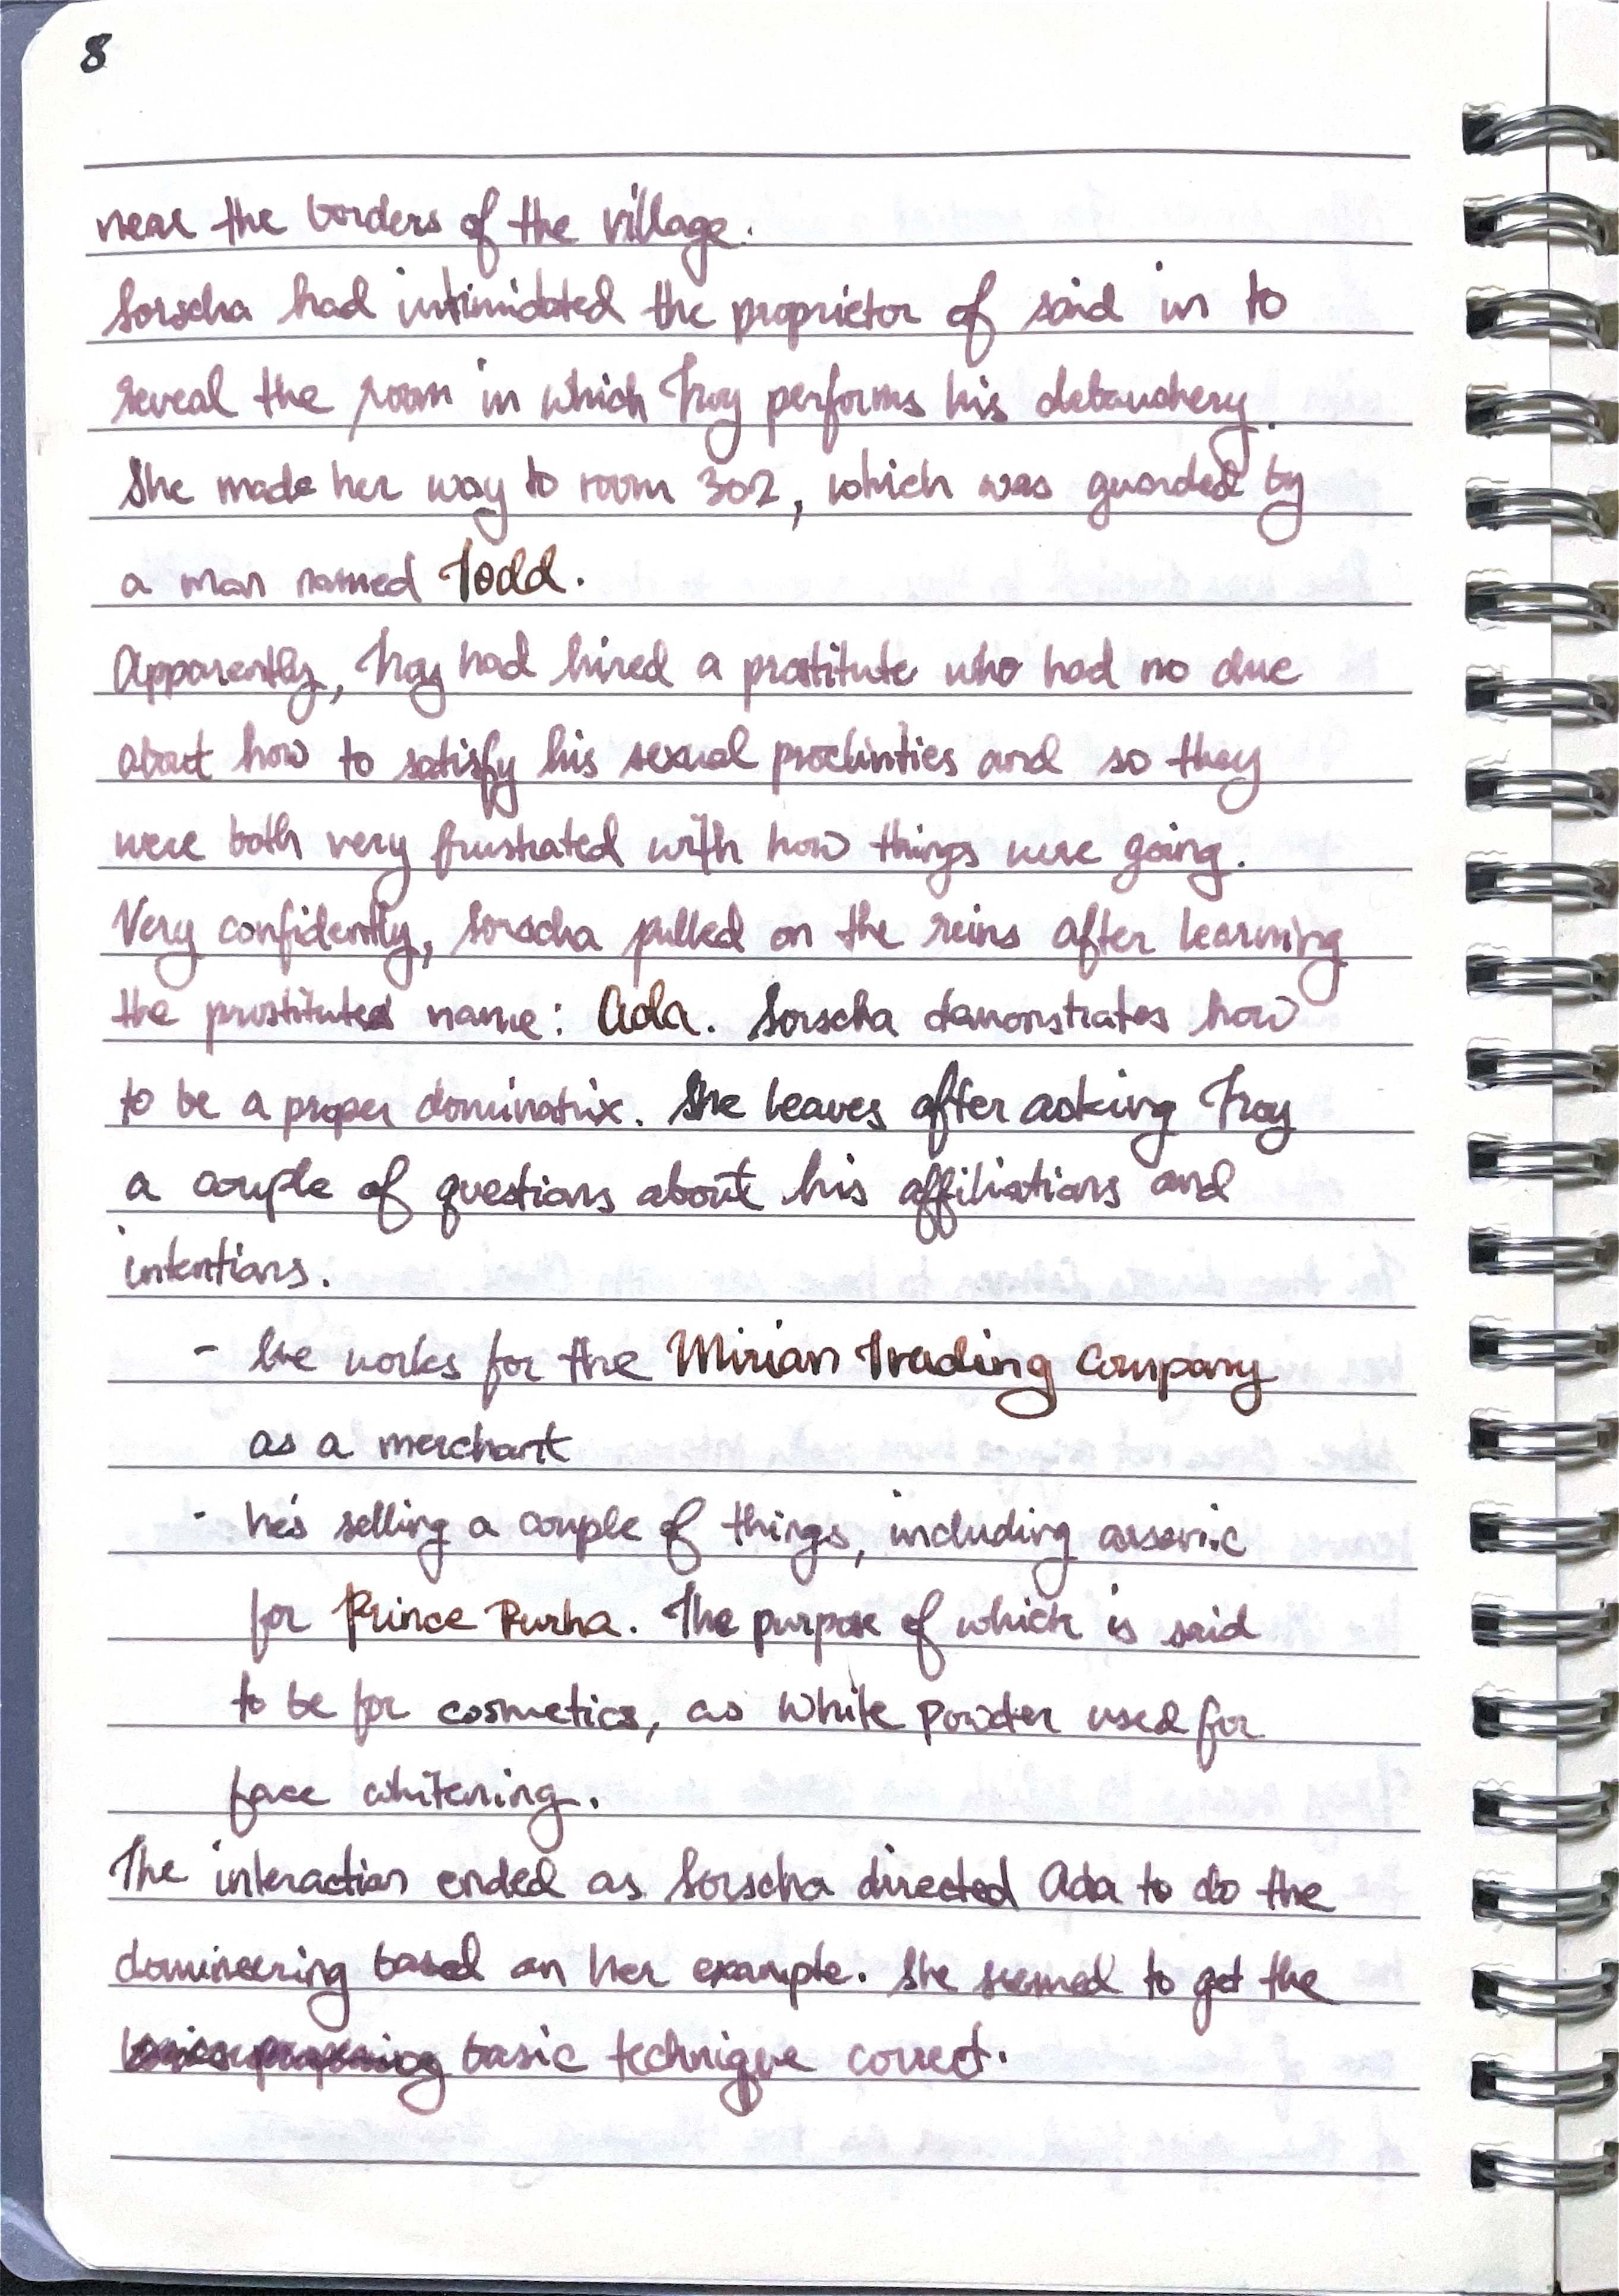 8
near the borders of the village.
Sorscha had intimidated the proprietor of said in to
reveal the room in which Troy performs his debauchery.
She made her way to room 302, which was guarded by
a man named Todd.
Apparently, Troy had hired a prostitute who had no clue
about how to satisfy his sexual proclivities and so they
were both very frustrated with how things were going.
Very confidently, Sorscha pulled on the reins after learning
the prostitutes name: Ada. Sorscha demonstrates how
to be a proper dominatrix. She leaves after asking Troy
a couple of questions about his affiliations and
intentions.
- he works for the Mirian Trading Company
as a merchant
- he's selling a couple of things, including arsenic
for Prince Purha. The purpose of which is said
to be for cosmetics, as white powder used for
face whitening.
The interaction ended as Sorscha directed Ada to do the
domineering based on her example. She seemed to get the
basic technique correct.